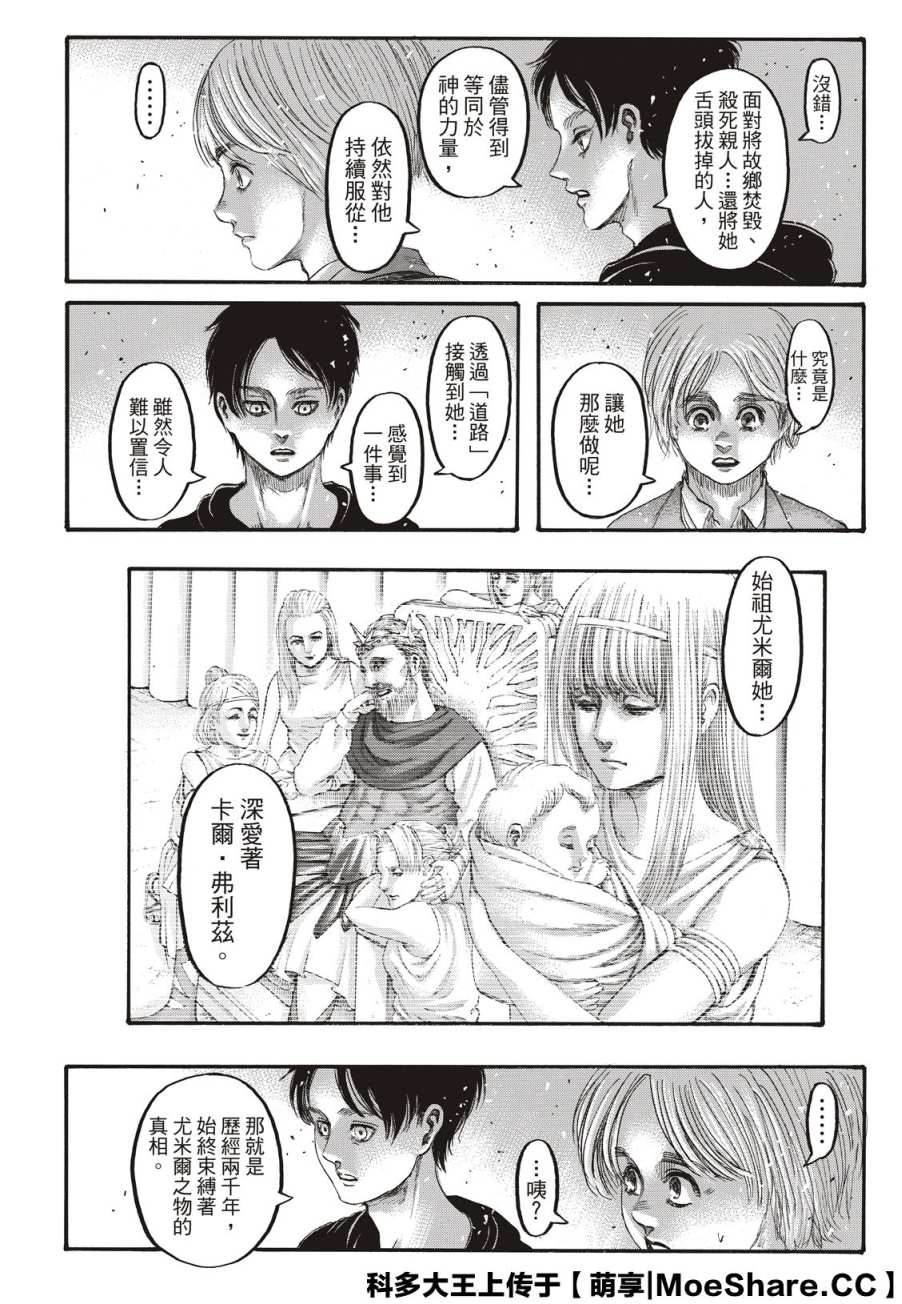 沒錯…
面對將故鄉焚毀、
殺死親人…還將她
舌頭拔掉的人，
儘管得到
等同於
神的力量，
依然對他
持續服從…
……
究竟是
什麼…
讓她
那麼做呢…
透過「道路」
接觸到她…
感覺到
一件事…
雖然令人
難以置信…
始祖尤米爾她…
深愛著
卡爾·弗利茲。
……
…咦？
那就是
歷經兩千年，
始終束縛著
尤米爾之物的
真相。
科多大王上传于【萌享|MoeShare.CC】